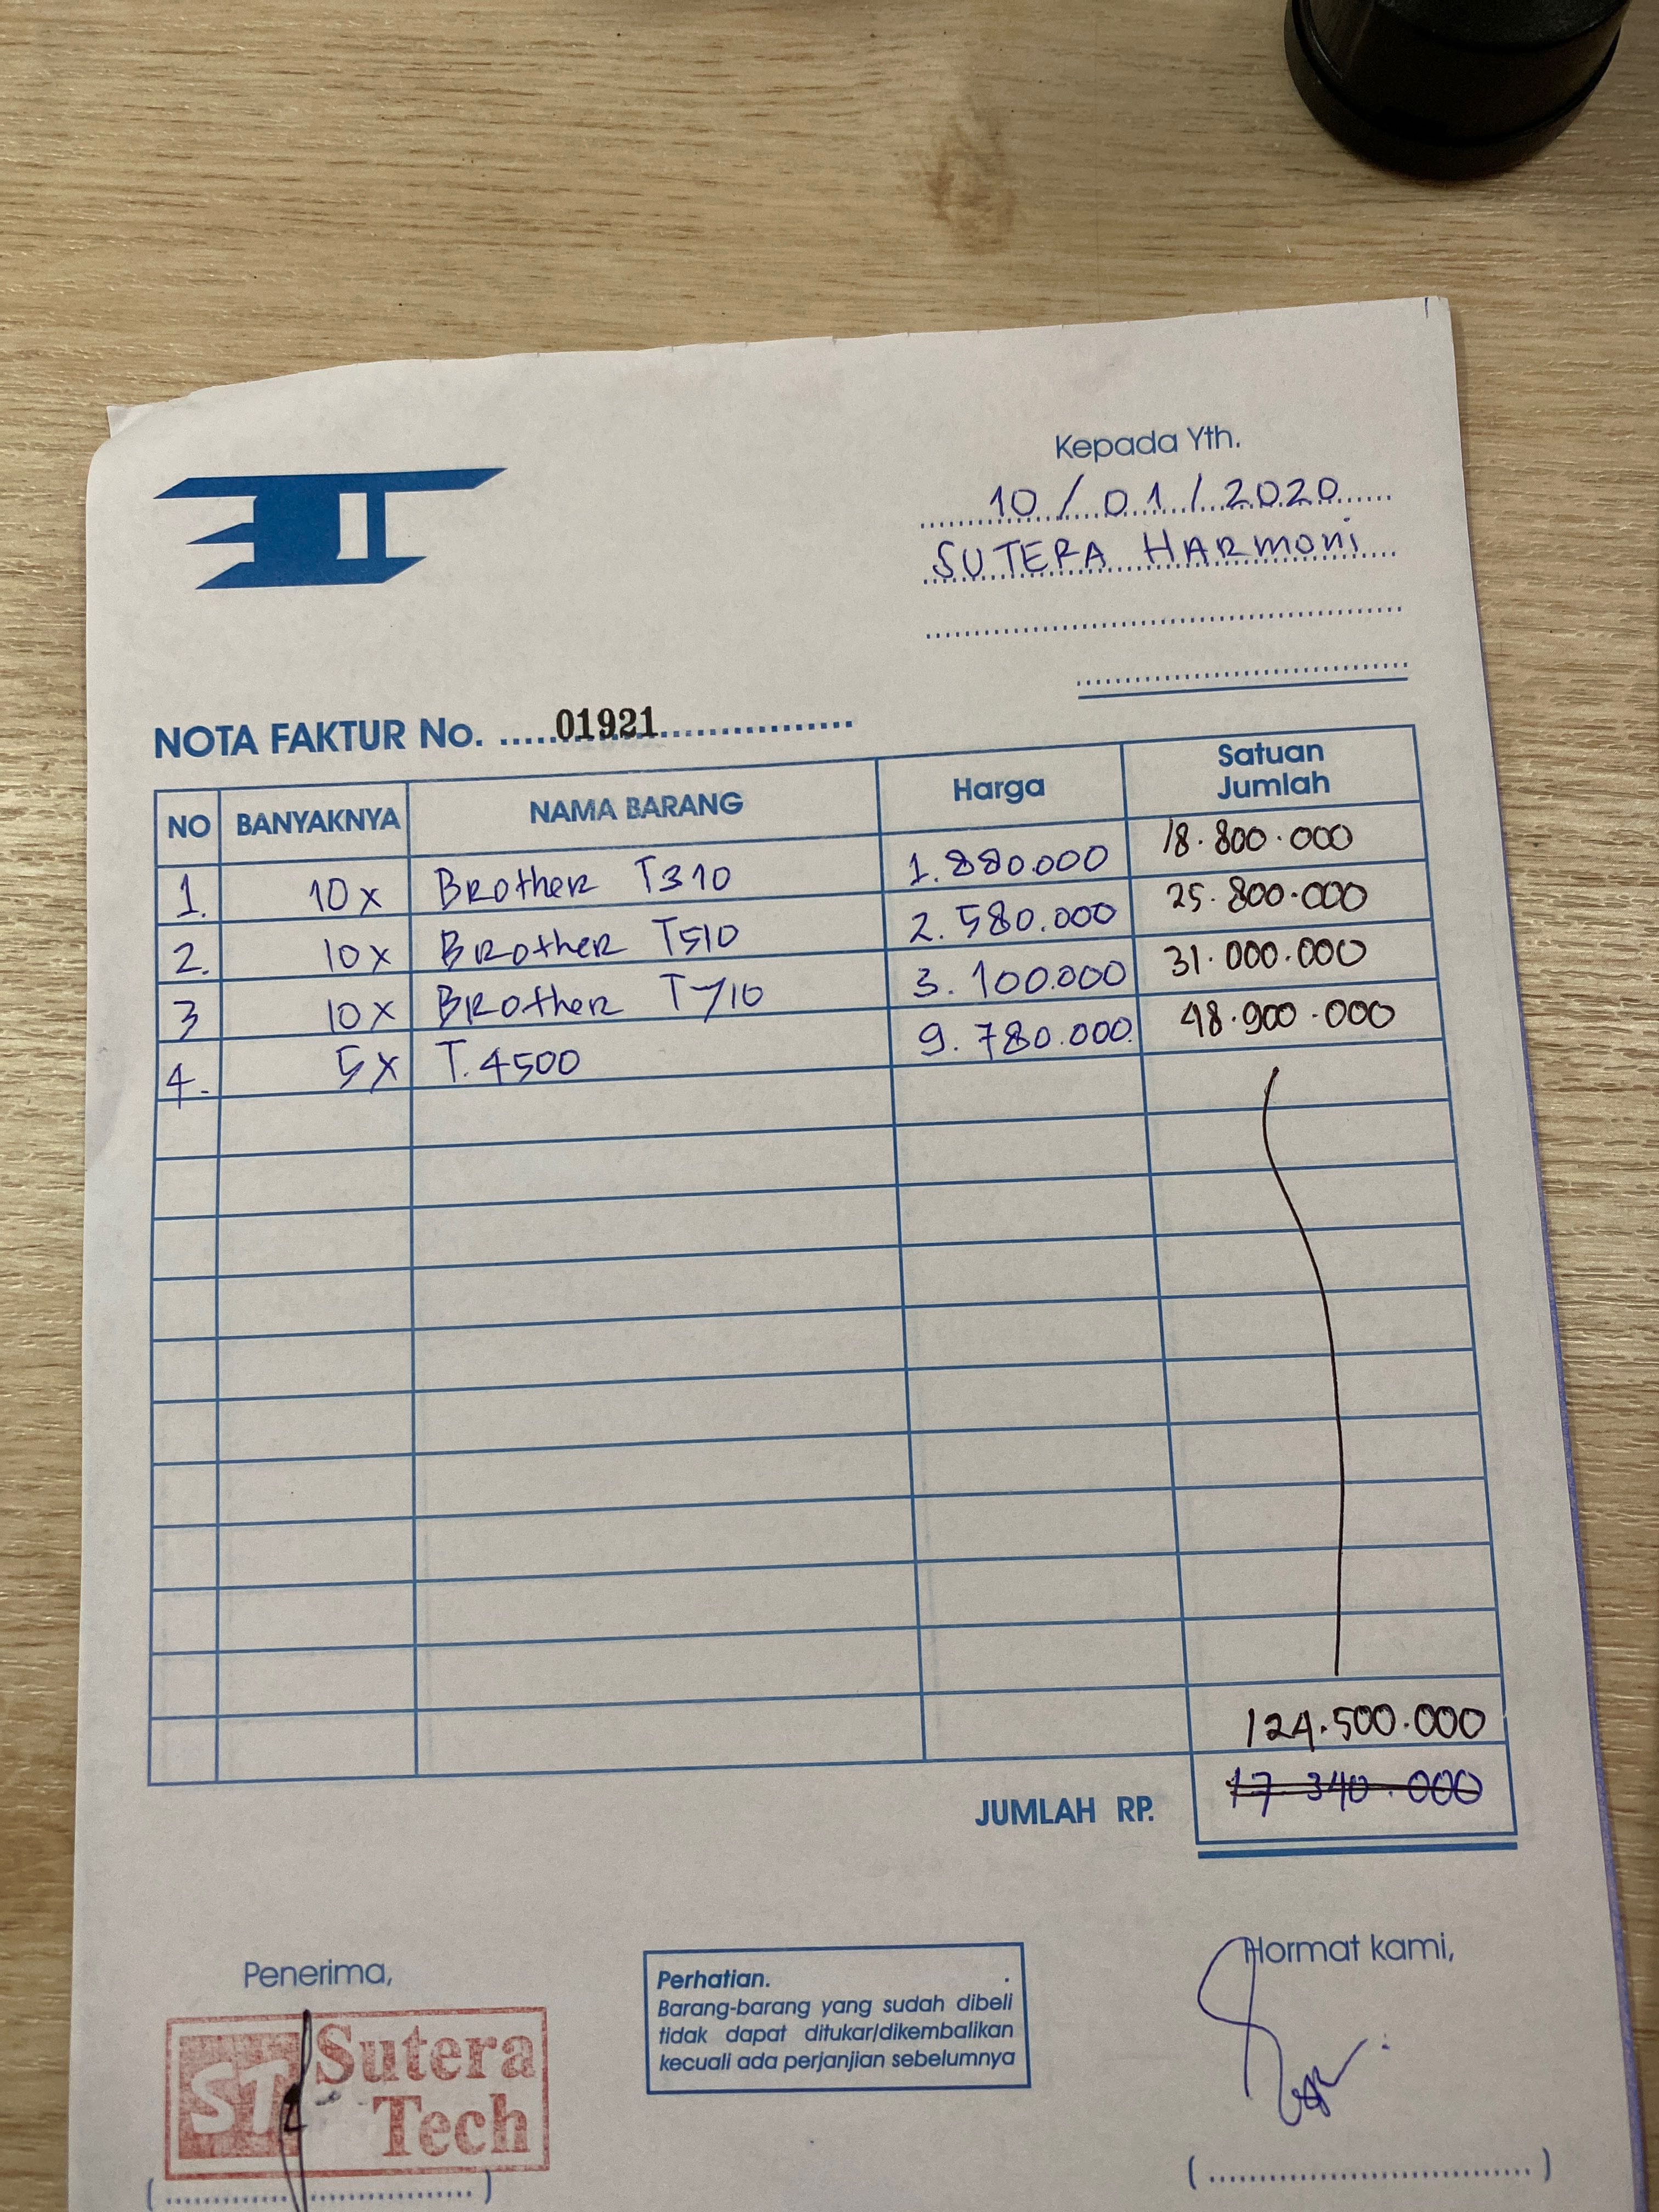 Kepada Yth.
10/01/2020
SUTERA HARMONI
NOTA FAKTUR No. 01921
NO BANYAKNYA NAMA BARANG Harga Satuan Jumlah
1. 10x Brother T310 1.880.000 18.800.000
2. 10x Brother T510 2.580.000 25.800.000
3 10x Brother T710 3.100.000 31.000.000
4. 5x T.4500 9.780.000 48.900.000
124.500.000
JUMLAH RP. 17.340.000
Penerima,
Hormat kami,
Perhatian.
Barang-barang yang sudah dibeli
tidak dapat ditukar/dikembalikan
kecuali ada perjanjian sebelumnya
ST Sutera
Tech